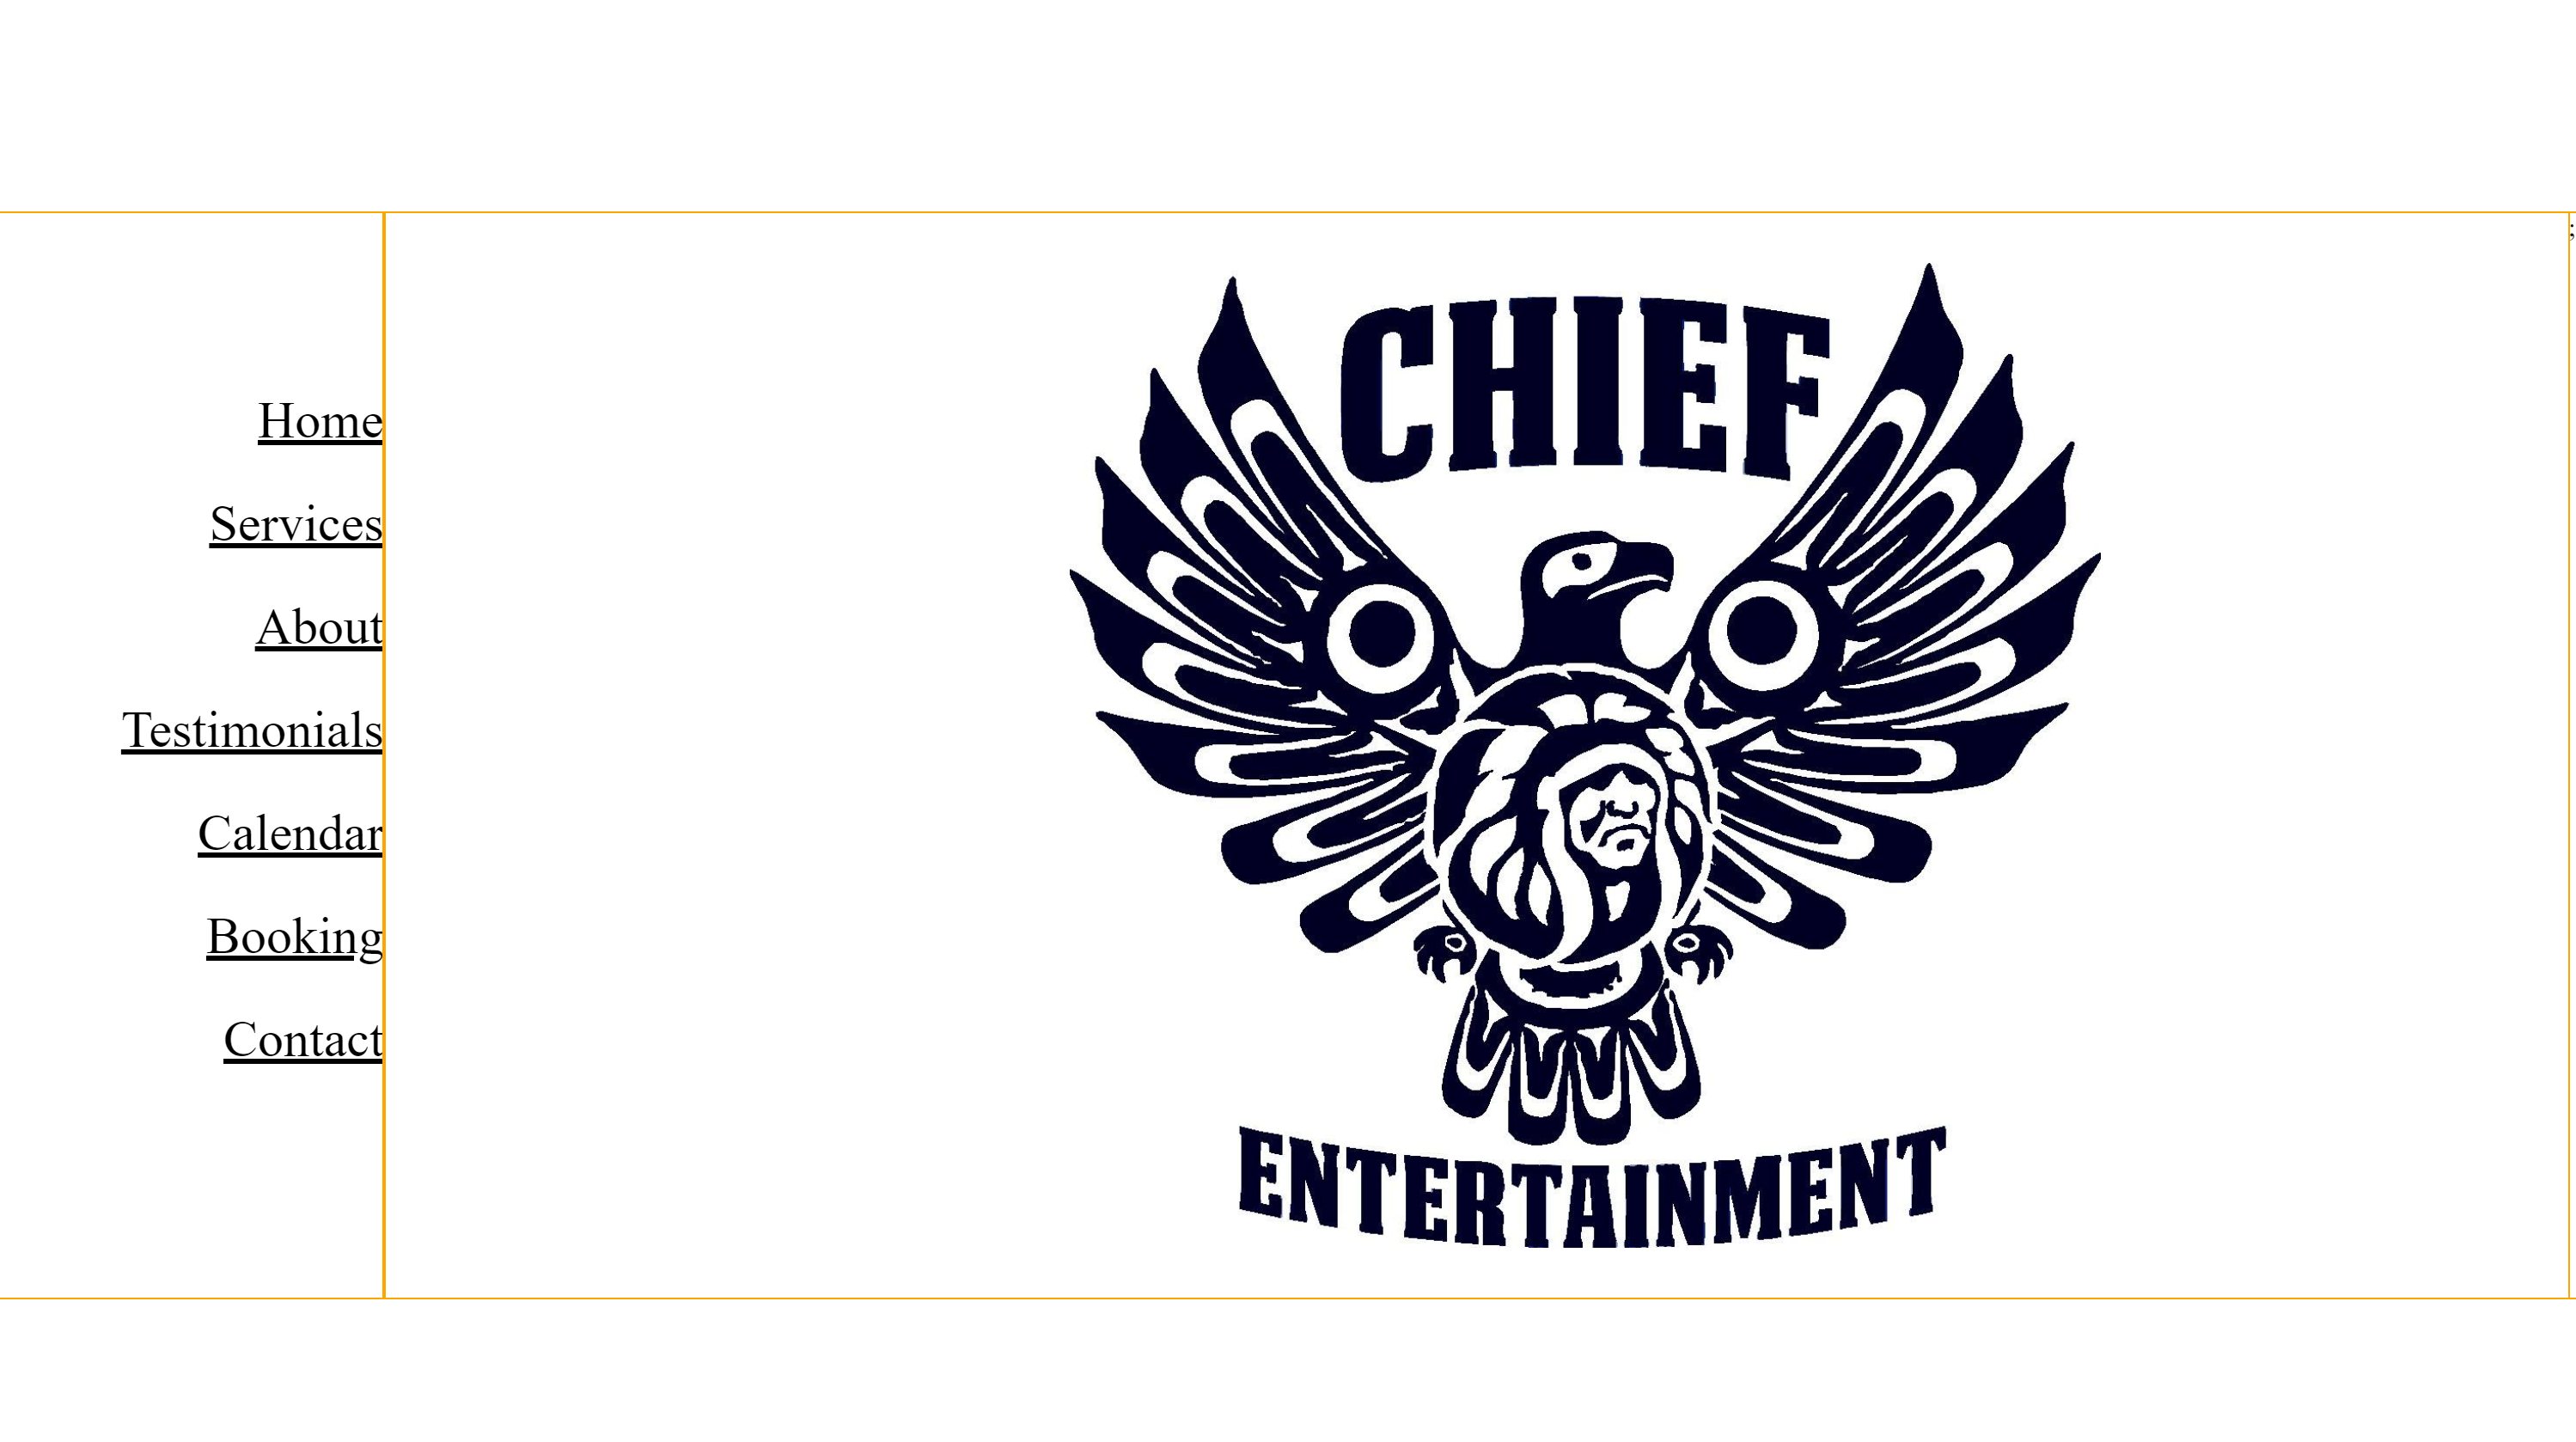 Home
Services
About
Testimonials
Calendar
Booking
Contact
CHIEF
ENTERTAINMENT
;